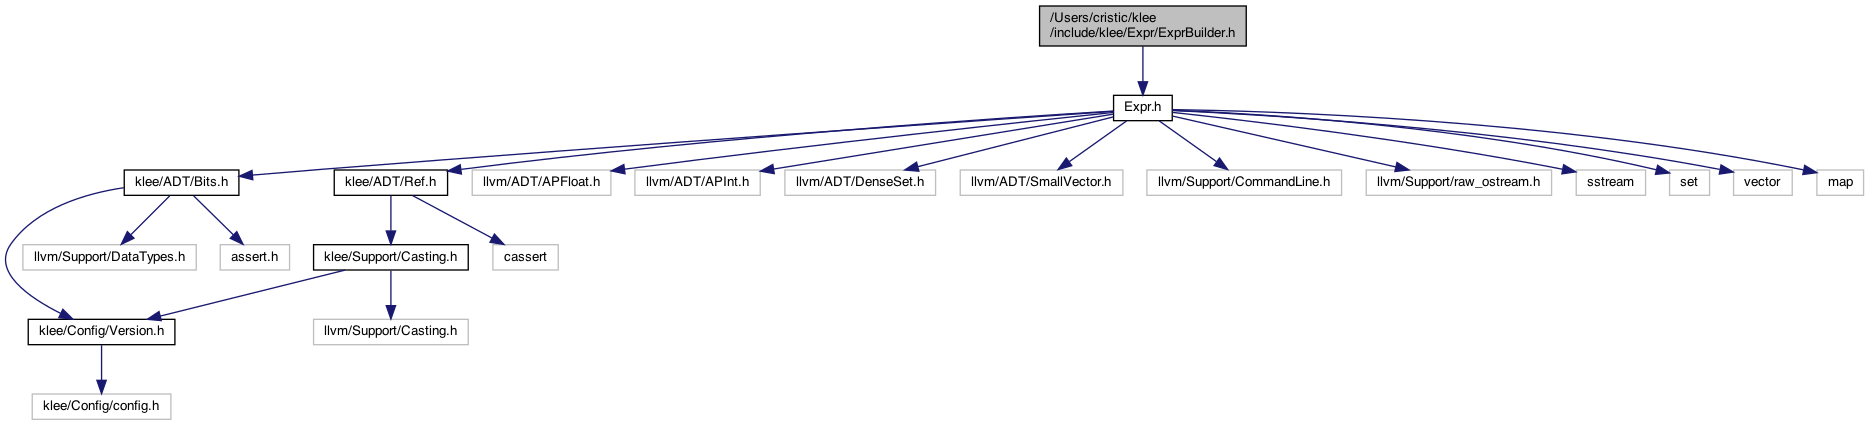 /Users/cristic/klee
/include/klee/Expr/ExprBuilder.h
Expr.h
klee/ADT/Bits.h
klee/ADT/Ref.h
llvm/ADT/APFloat.h
llvm/ADT/APInt.h
llvm/ADT/DenseSet.h
llvm/ADT/SmallVector.h
llvm/Support/CommandLine.h
llvm/Support/raw_ostream.h
sstream
set
vector
map
llvm/Support/DataTypes.h
assert.h
klee/Support/Casting.h
cassert
klee/Config/Version.h
llvm/Support/Casting.h
klee/Config/config.h